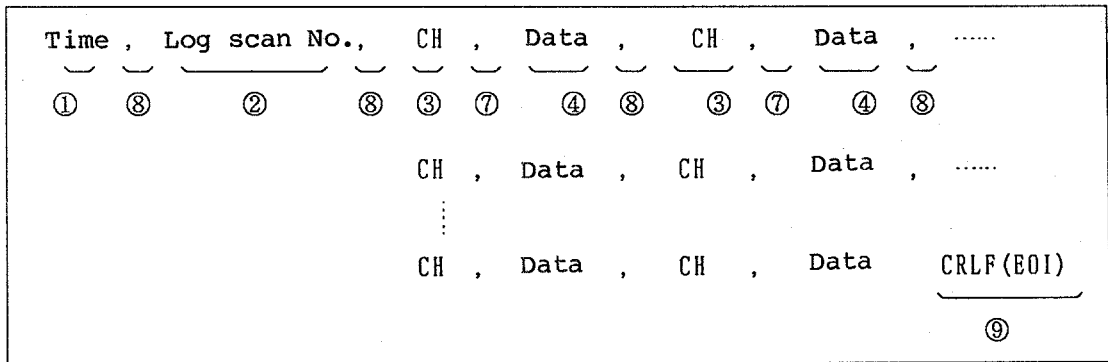 Time , Log scan No., CH , Data , CH , Data , ……
① ⑧ ② ⑧ ③ ⑦ ④ ⑧ ③ ⑦ ④ ⑧
CH , Data , CH , Data , ……
CH , Data , CH , Data CRLF(EOI)
⑨